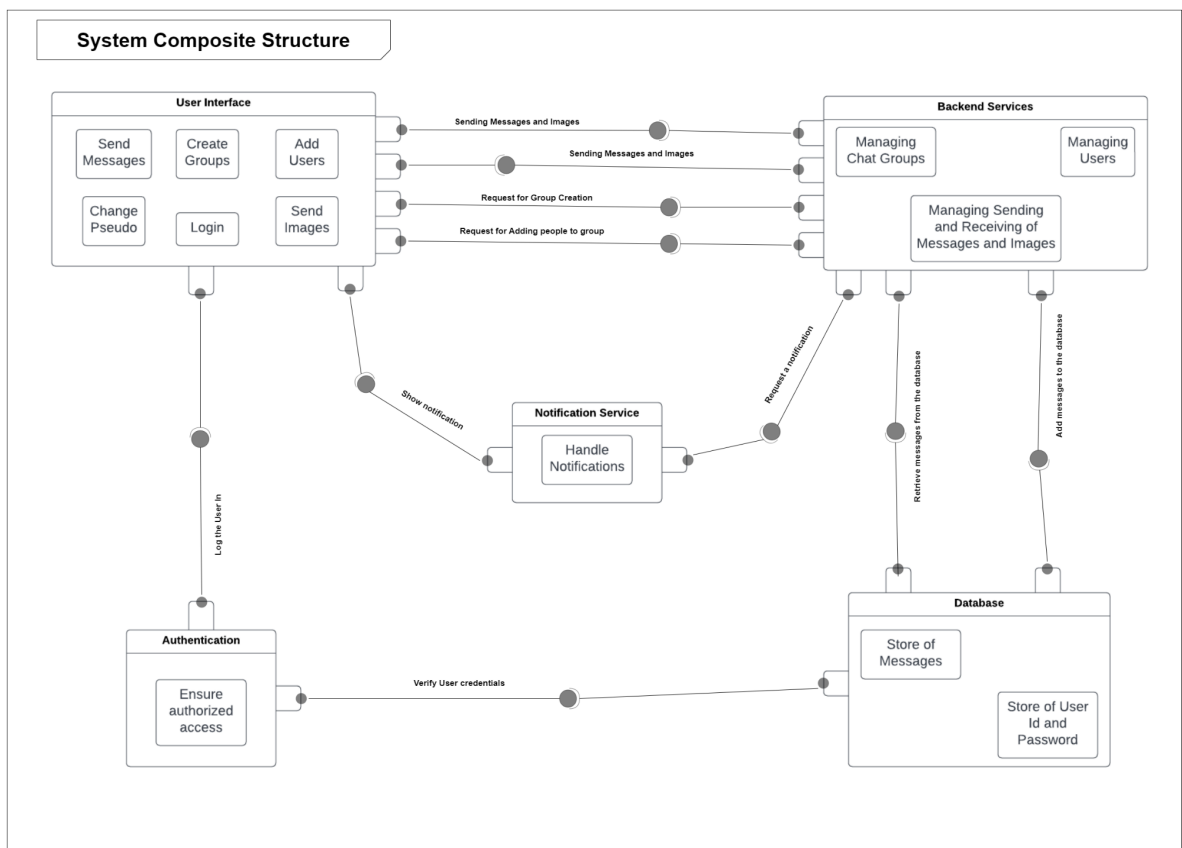 System Composite Structure
User Interface
Send
Messages
Create
Groups
Add
Users
Change
Pseudo
Login
Send
Images
Sending Messages and Images
Sending Messages and Images
Request for Group Creation
Request for Adding people to group
Backend Services
Managing
Chat Groups
Managing
Users
Managing Sending
and Receiving of
Messages and Images
Log the User In
Show notification
Notification Service
Handle
Notifications
Request a notification
Retrieve messages from the database
Add messages to the database
Authentication
Ensure
authorized
access
Verify User credentials
Database
Store of
Messages
Store of User
Id and
Password